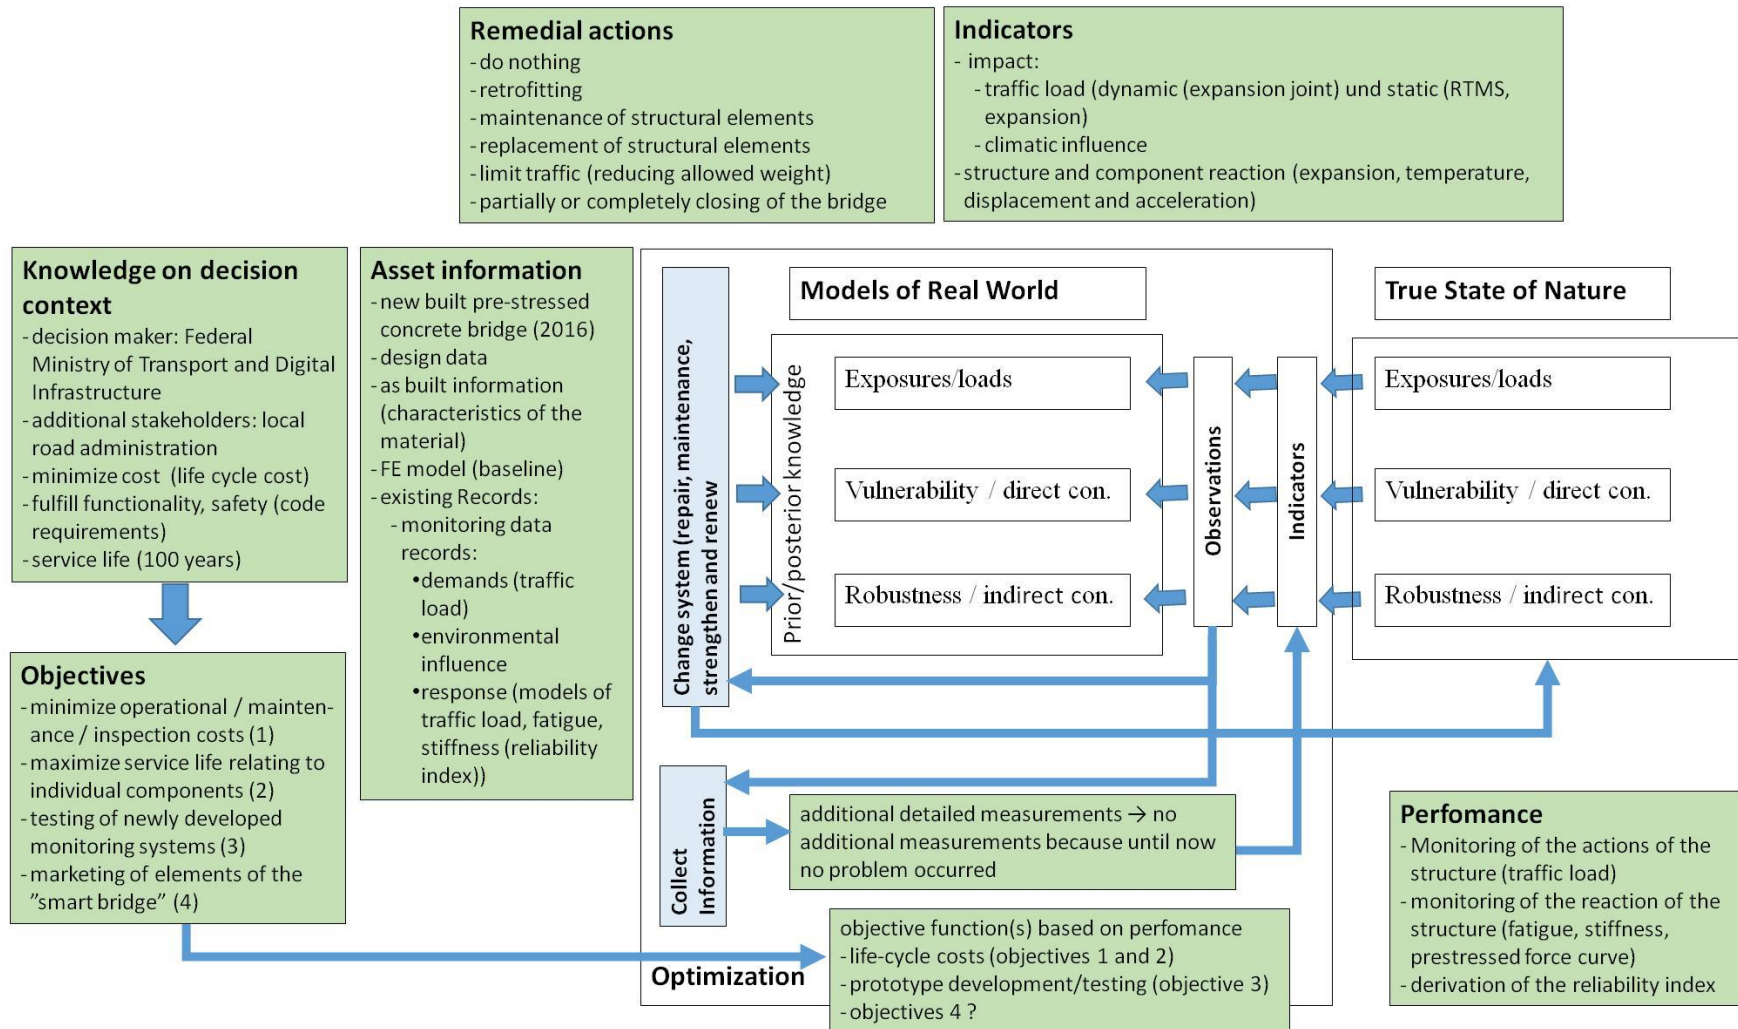 Remedial actions
- do nothing
- retrofitting
- maintenance of structural elements
- replacement of structural elements
- limit traffic (reducing allowed weight)
- partially or completely closing of the bridge
Indicators
- impact:
- traffic load (dynamic (expansion joint) und static (RTMS,
expansion)
- climatic influence
- structure and component reaction (expansion, temperature,
displacement and acceleration)
Knowledge on decision
context
- decision maker: Federal
Ministry of Transport and Digital
Infrastructure
- additional stakeholders: local
road administration
- minimize cost (life cycle cost)
- fulfill functionality, safety (code
requirements)
- service life (100 years)
Objectives
- minimize operational / mainten-
ance / inspection costs (1)
- maximize service life relating to
individual components (2)
- testing of newly developed
monitoring systems (3)
- marketing of elements of the
”smart bridge” (4)
Asset information
- new built pre-stressed
concrete bridge (2016)
- design data
- as built information
(characteristics of the
material)
- FE model (baseline)
- existing Records:
- monitoring data
records:
•demands (traffic
load)
•environmental
influence
•response (models of
traffic load, fatigue,
stiffness (reliability
index))
Change system (repair, maintenance,
strengthen and renew
Models of Real World
Prior/posterior knowledge
Exposures/loads
Vulnerability / direct con.
Robustness / indirect con.
Observations
Indicators
True State of Nature
Exposures/loads
Vulnerability / direct con.
Robustness / indirect con.
Collect
Information
additional detailed measurements → no
additional measurements because until now
no problem occurred
Optimization
objective function(s) based on perfomance
- life-cycle costs (objectives 1 and 2)
- prototype development/testing (objective 3)
- objectives 4 ?
Perfomance
- Monitoring of the actions of the
structure (traffic load)
- monitoring of the reaction of the
structure (fatigue, stiffness,
prestressed force curve)
- derivation of the reliability index